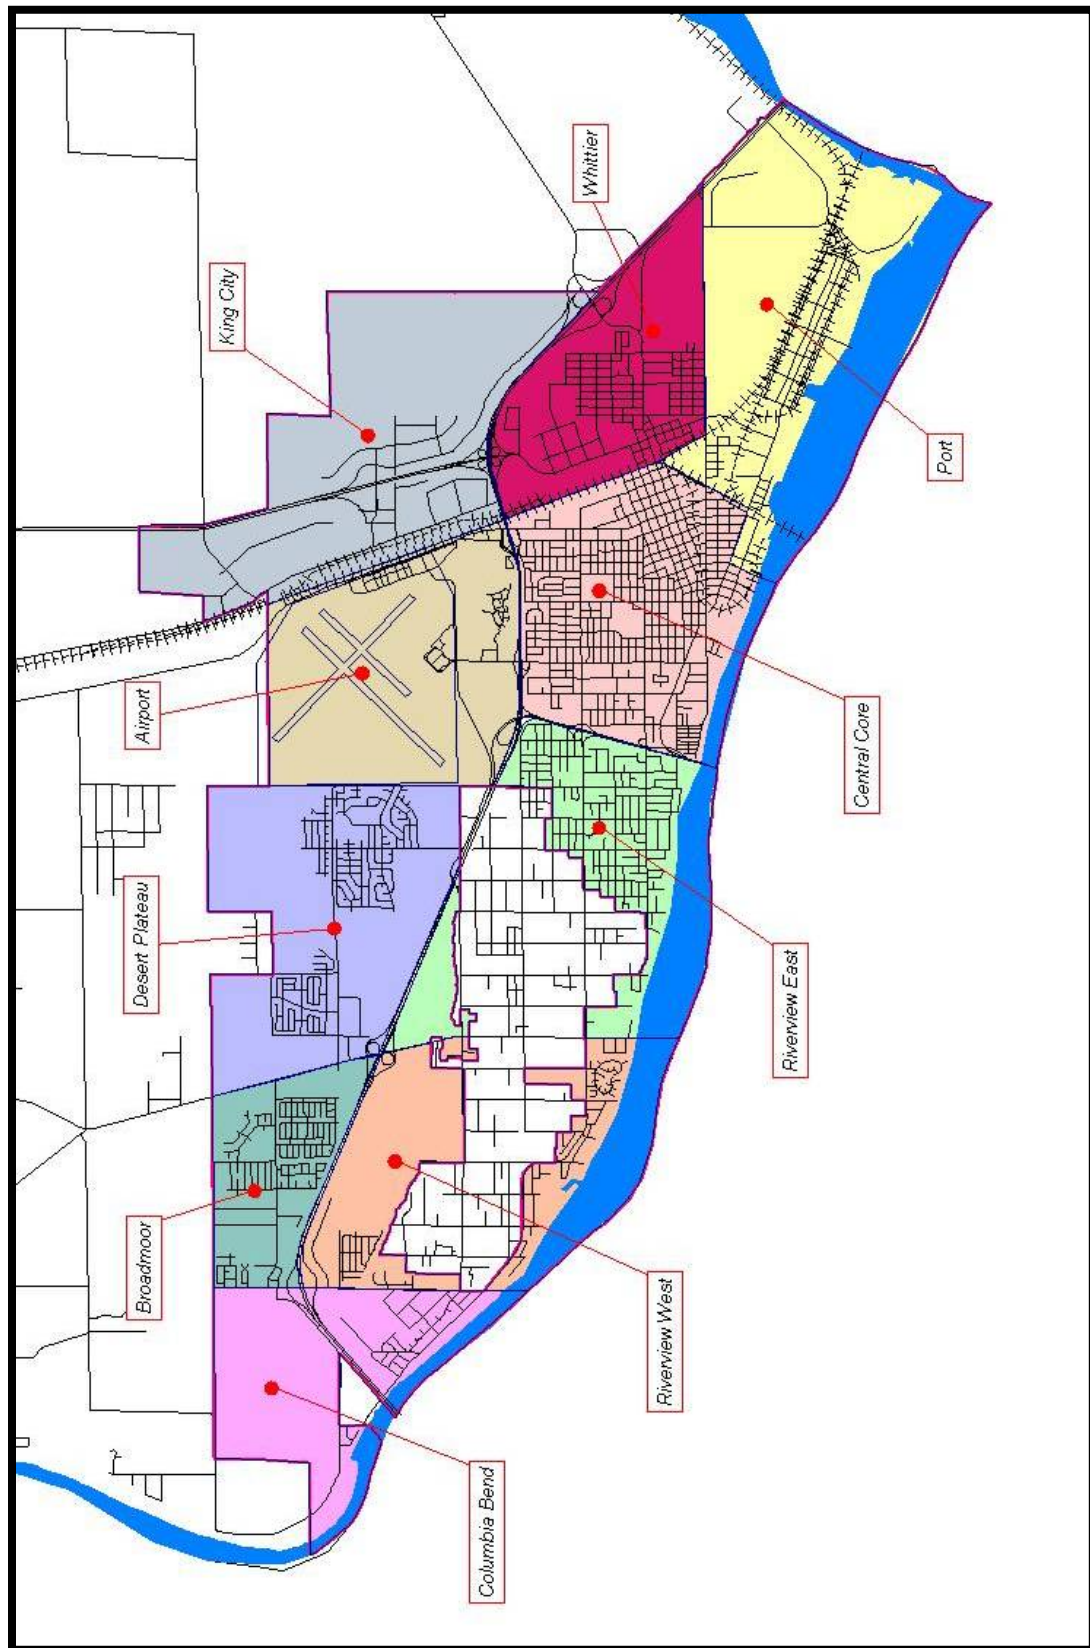 Columbia Bend
Broadmoor
Riverview West
Desert Plateau
Riverview East
Airport
Central Core
King City
Whittier
Port